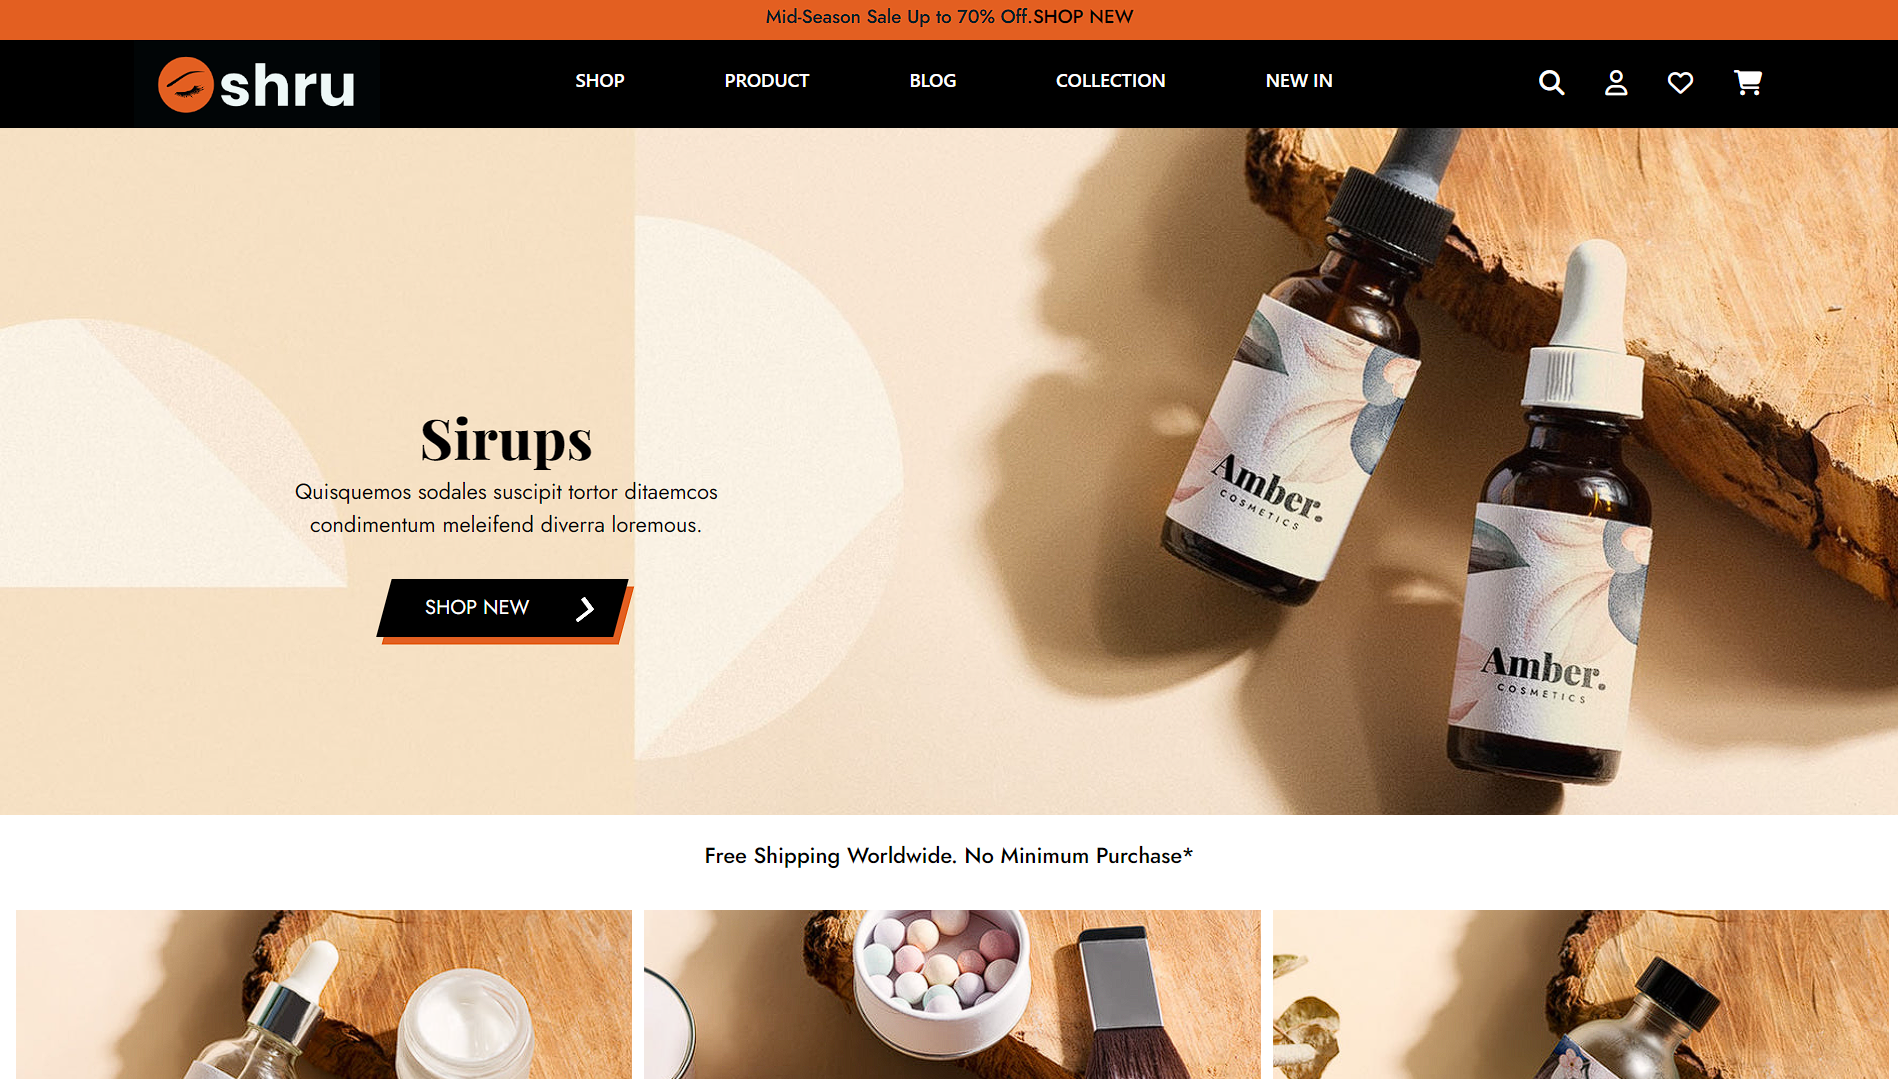 Mid-Season Sale Up to 70% Off.SHOP NEW
shru
SHOP
PRODUCT
BLOG
COLLECTION
NEW IN
Sirups
Quisquemos sodales suscipit tortor ditaemcos
condimentum meleifend diverra loremous.
SHOP NEW
Amber.
COSMETICS
Amber.
COSMETICS
Free Shipping Worldwide. No Minimum Purchase*